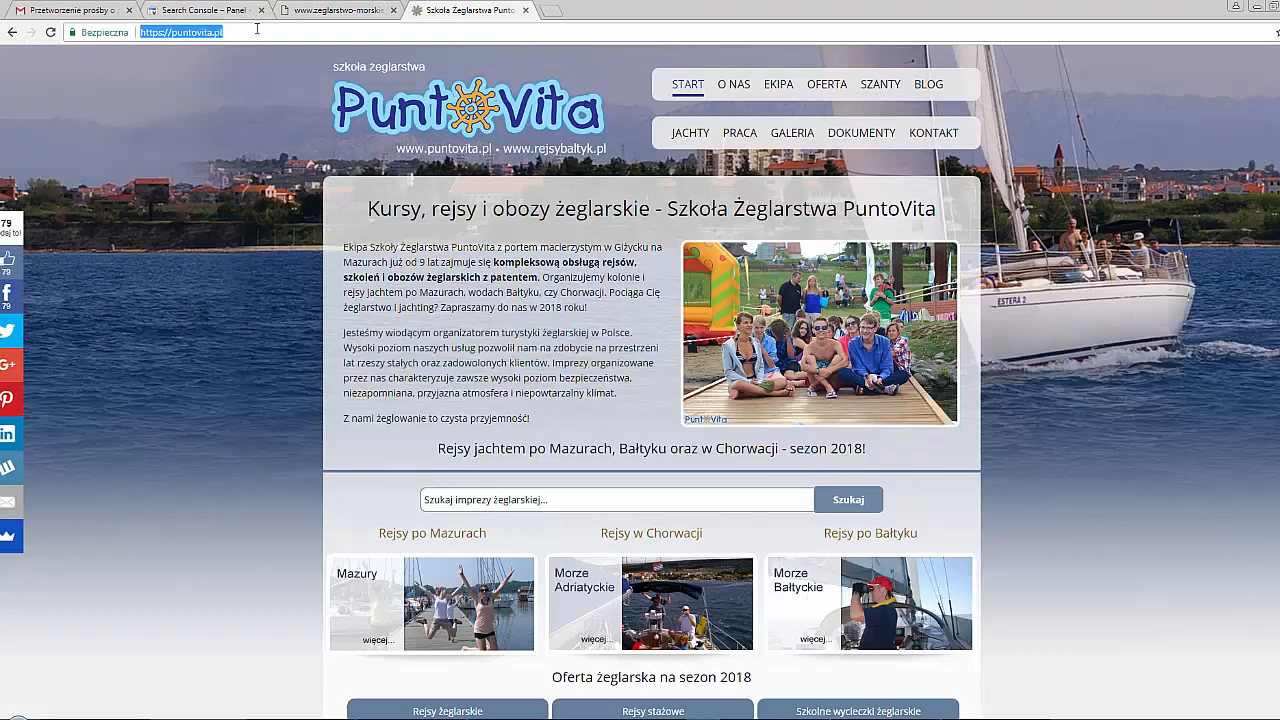 Przetworzenie prośby o p
Search Console – Panel -
www.zeglarstwo-morskie
Szkoła Żeglarstwa Punto
Bezpieczna
https://puntovita.pl
szkoła żeglarstwa
PuntoVita
www.puntovita.pl - www.rejsybaltyk.pl
START O NAS EKIPA OFERTA SZANTY BLOG
JACHTY PRACA GALERIA DOKUMENTY KONTAKT
79
daj to!
79
79
Kursy, rejsy i obozy żeglarskie - Szkoła Żeglarstwa PuntoVita
Ekipa Szkoły Żeglarstwa PuntoVita z portem macierzystym w Giżycku na
Mazurach już od 9 lat zajmuje się kompleksową obsługą rejsów,
szkoleń i obozów żeglarskich z patentem. Organizujemy kolonie i
rejsy jachtem po Mazurach, wodach Bałtyku, czy Chorwacji. Pociąga Cię
żeglarstwo i jachting? Zapraszamy do nas w 2018 roku!
Jesteśmy wiodącym organizatorem turystyki żeglarskiej w Polsce.
Wysoki poziom naszych usług pozwolił nam na zdobycie na przestrzeni
lat rzeszy stałych oraz zadowolonych klientów. Imprezy organizowane
przez nas charakteryzuje zawsze wysoki poziom bezpieczeństwa,
niezapomniana, przyjazna atmosfera i niepowtarzalny klimat.
Z nami żeglowanie to czysta przyjemność!
PuntoVita
ESTERA 2
Rejsy jachtem po Mazurach, Bałtyku oraz w Chorwacji - sezon 2018!
Szukaj imprezy żeglarskiej...
Szukaj
Rejsy po Mazurach
Rejsy w Chorwacji
Rejsy po Bałtyku
Mazury
więcej...
Morze
Adriatyckie
więcej...
Morze
Bałtyckie
więcej...
Oferta żeglarska na sezon 2018
Rejsy żeglarskie
Rejsy stażowe
Szkolne wycieczki żeglarskie